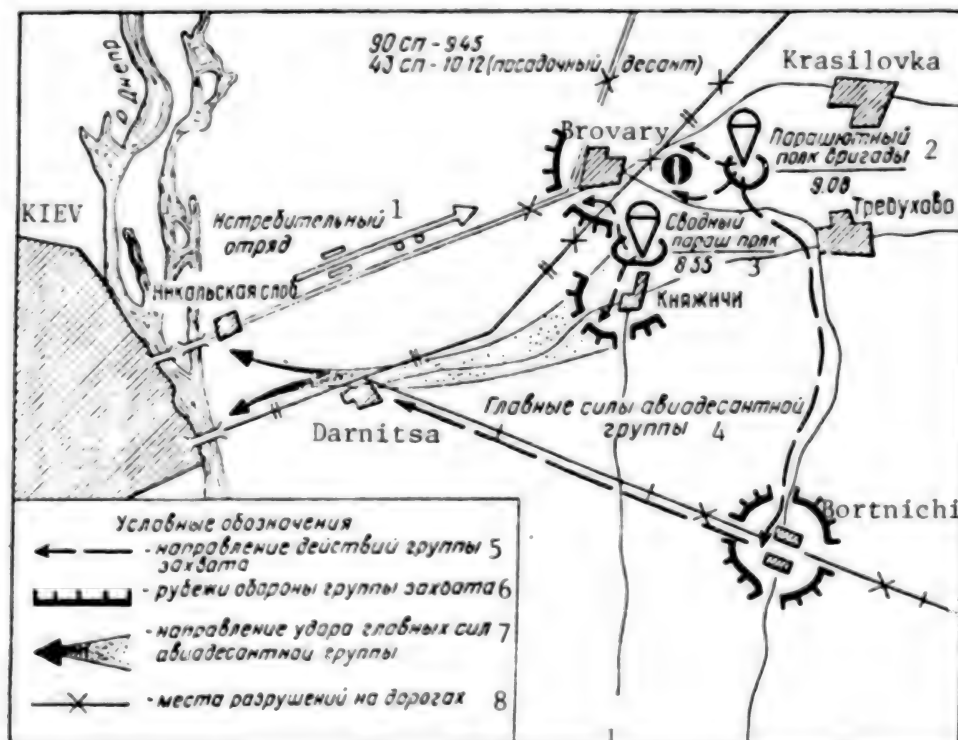 90 сп - 9.45
43 сп - 10.12 (посадочный десант)
Krasilovka
р Днепр
Brovary
Парашютный
полк бригады 2
9.08
KIEV
Истребительный 1
отряд
Требухово
Сводный
параш полк
8.55 3
Никальская слоб
Княжичи
Главные силы авиадесантной
группы 4
Darnitsa
Bortnichi
Условные обозначения
- направление действий группы 5
захвата
- рубежи обороны группы захвата 6
- направление удара главных сил 7
авиадесантной группы
- места разрушений на дорогах 8